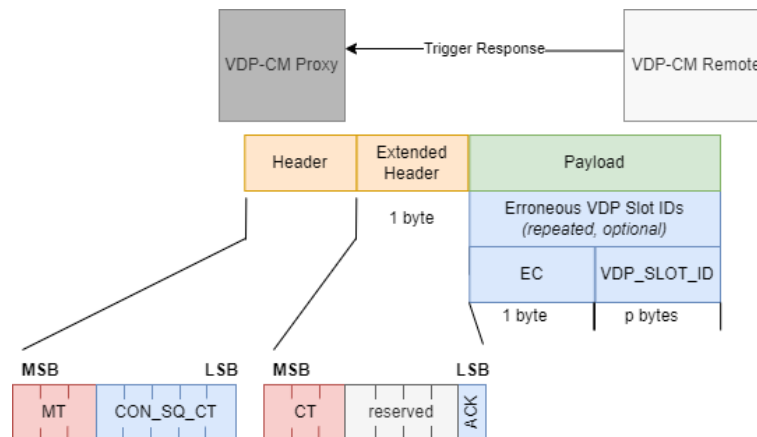 VDP-CM Proxy
Trigger Response
VDP-CM Remote
Header
Extended
Header
Payload
1 byte
Erroneous VDP Slot IDs
(repeated, optional)
EC
VDP_SLOT_ID
1 byte
p bytes
MSB
LSB
MSB
LSB
MT
CON_SQ_CT
CT
reserved
ACK